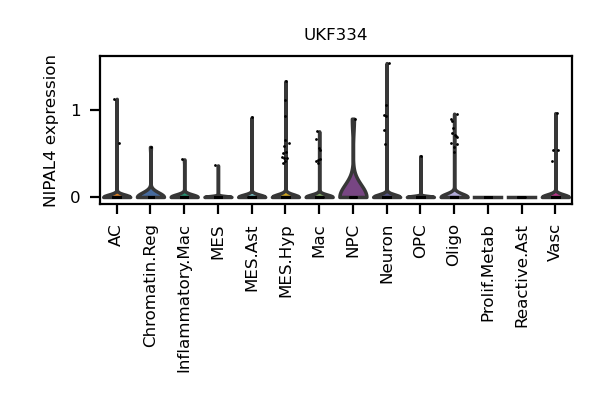 UKF334
NIPAL4 expression
1
0
AC
Chromatin.Reg
Inflammatory.Mac
MES
MES.Ast
MES.Hyp
Mac
NPC
Neuron
OPC
Oligo
Prolif.Metab
Reactive.Ast
Vasc